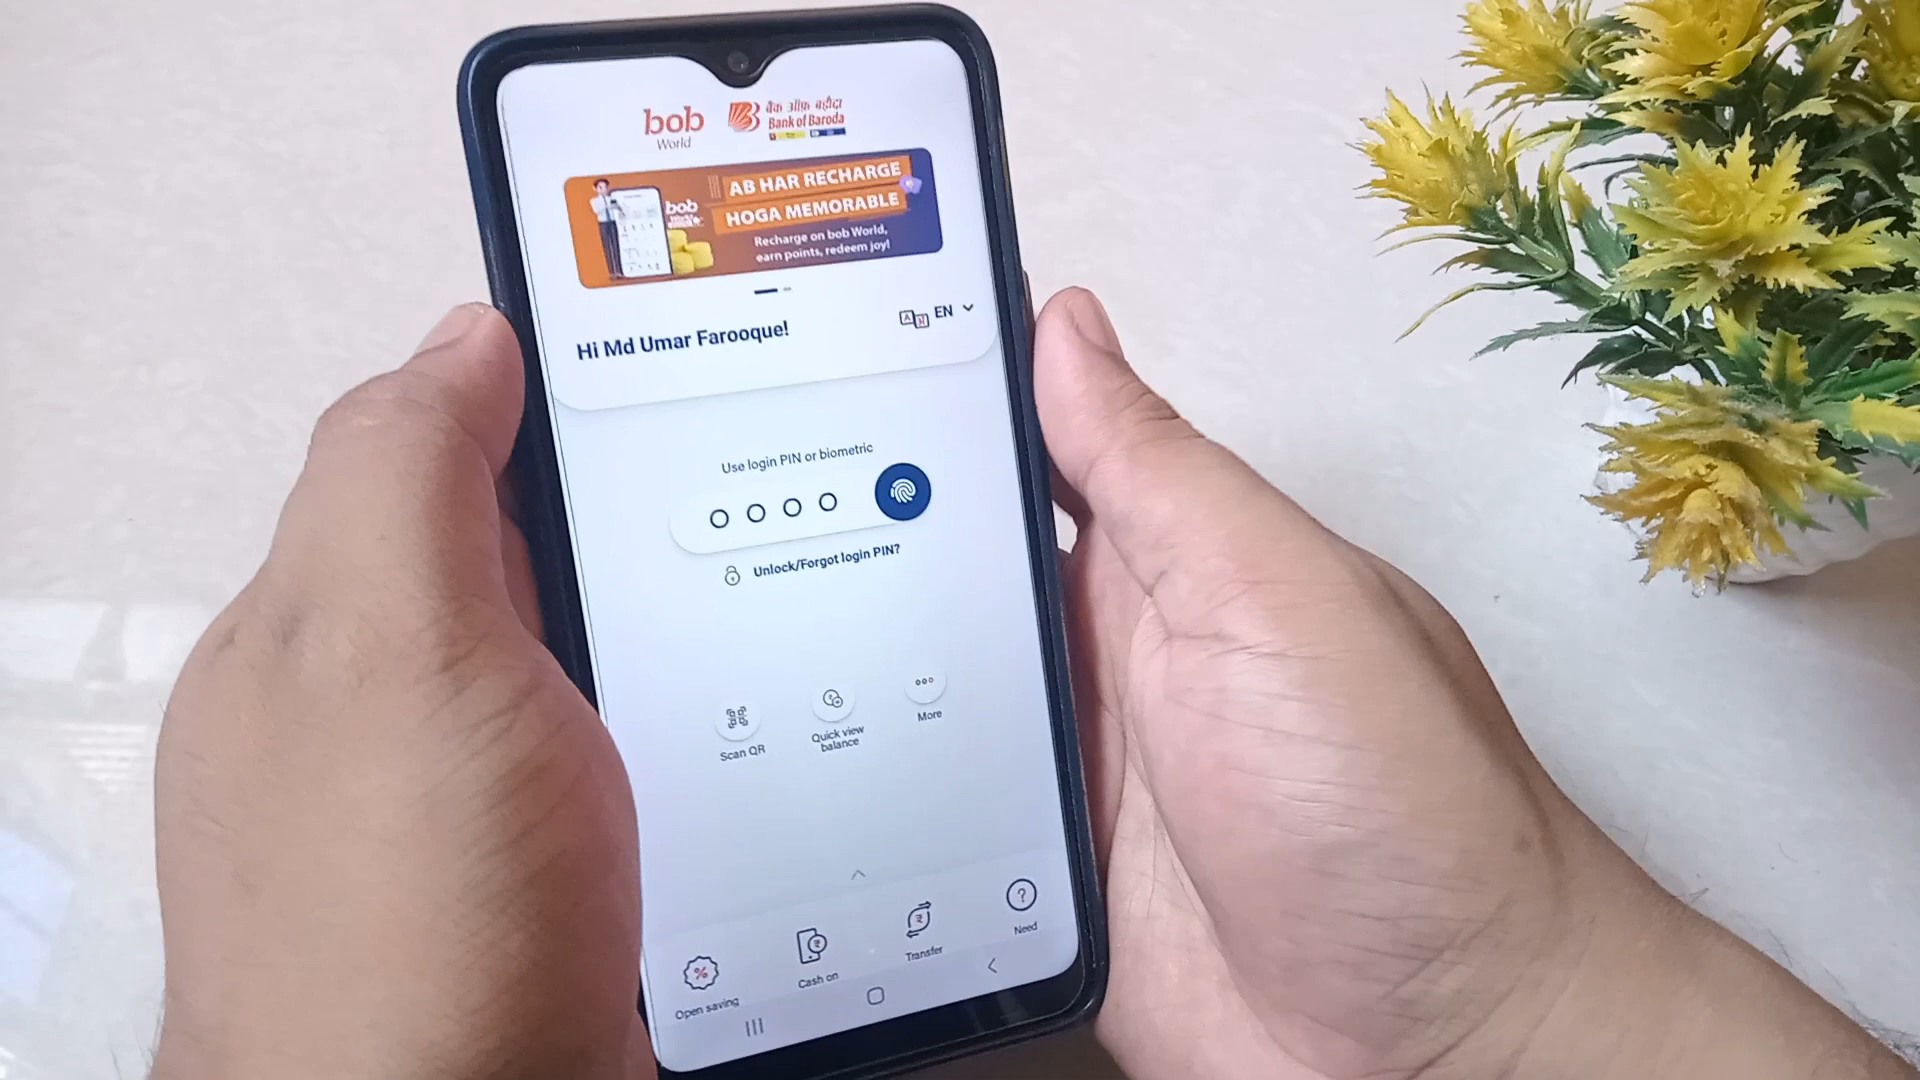 bob
World
बैंक ऑफ़ बड़ौदा
Bank of Baroda
AB HAR RECHARGE
HOGA MEMORABLE
bob
Recharge on bob World,
earn points, redeem joy!
Hi Md Umar Farooque!
EN
Use login PIN or biometric
Unlock/Forgot login PIN?
Scan QR
Quick view
balance
More
Open saving
Cash on
Transfer
Need